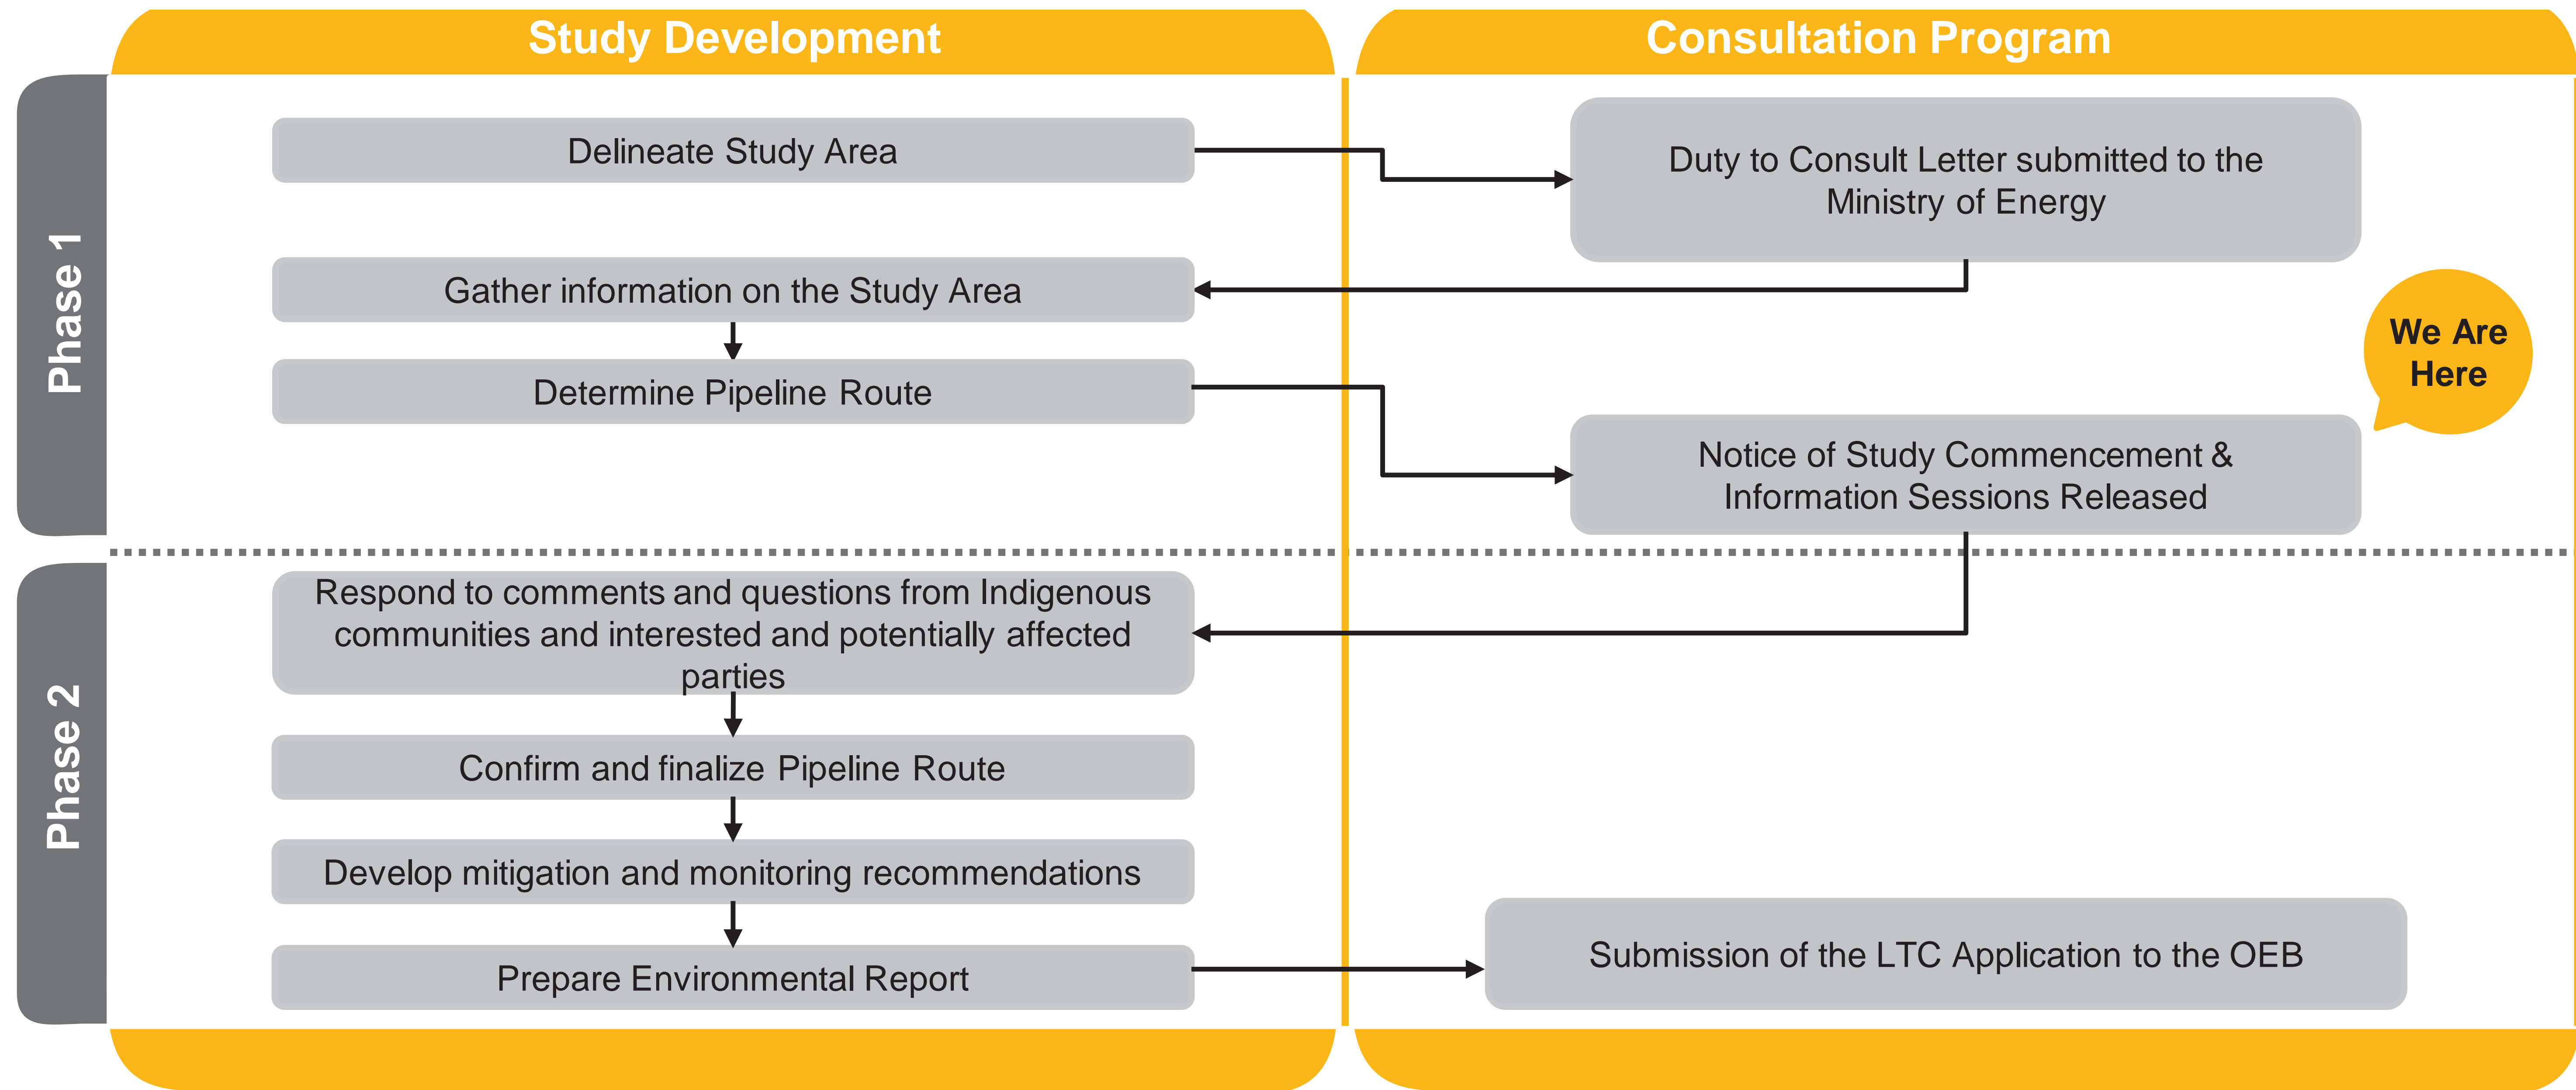 Study Development
Consultation Program
Phase 1
Delineate Study Area
Duty to Consult Letter submitted to the
Ministry of Energy
Gather information on the Study Area
Determine Pipeline Route
We Are
Here
Notice of Study Commencement &
Information Sessions Released
Phase 2
Respond to comments and questions from Indigenous
communities and interested and potentially affected
parties
Confirm and finalize Pipeline Route
Develop mitigation and monitoring recommendations
Prepare Environmental Report
Submission of the LTC Application to the OEB